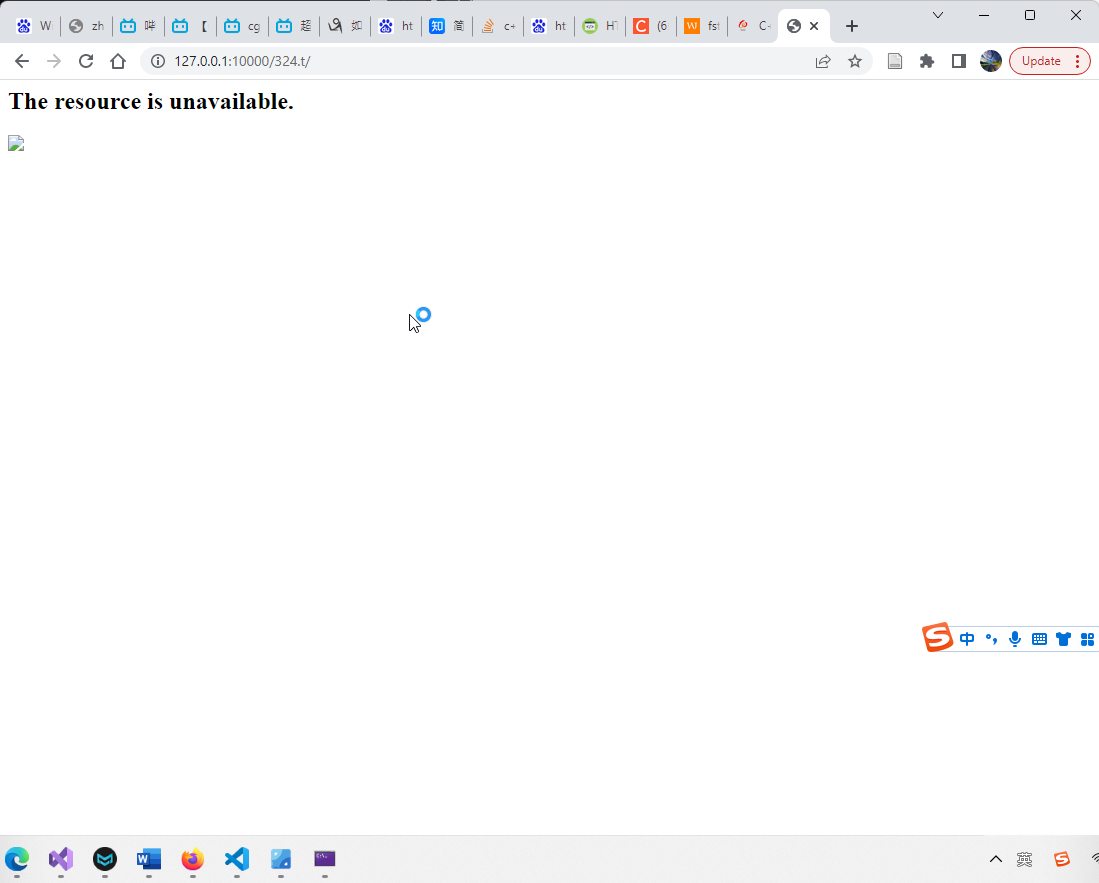 W zh 哔 【 cg 超 如 ht 简 c+ ht HT (6 fst C+
127.0.0.1:10000/324.t/ Update
The resource is unavailable.
中
英